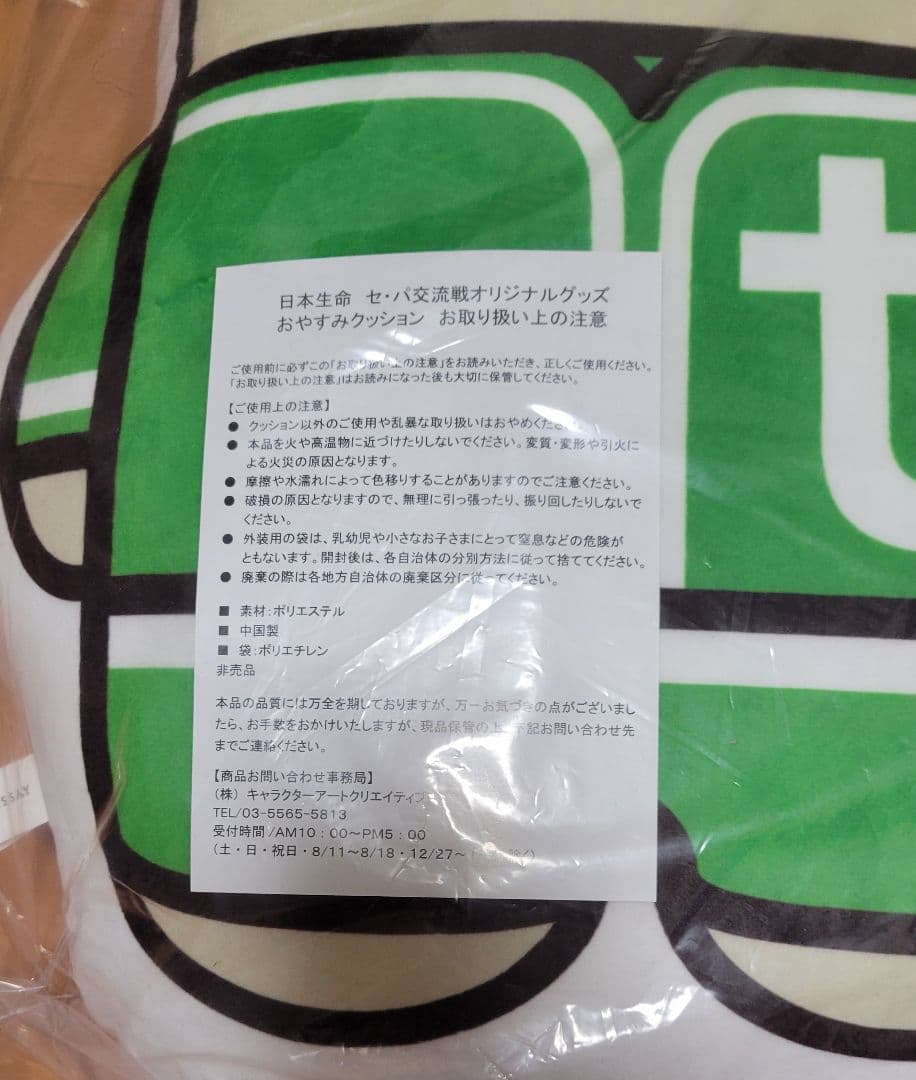 t
日本生命 セ・パ交流戦オリジナルグッズ
おやすみクッション お取り扱い上の注意
ご使用前に必ずこの「お取り扱い上の注意」をお読みいただき、正しくご使用ください。
「お取り扱い上の注意」はお読みになった後も大切に保管してください。
【ご使用上の注意】
● クッション以外のご使用や乱暴な取り扱いはおやめください。
● 本品を火や高温物に近づけたりしないでください。変質・変形や引火に
よる火災の原因となります。
● 摩擦や水濡れによって色移りすることがありますのでご注意ください。
● 破損の原因となりますので、無理に引っ張ったり、振り回したりしないで
ください。
● 外装用の袋は、乳幼児や小さなお子さまにとって窒息などの危険が
ともないます。開封後は、各自治体の分別方法に従って捨ててください。
● 廃棄の際は各地方自治体の廃棄区分に従ってください。
■ 素材:ポリエステル
■ 中国製
■ 袋:ポリエチレン
非売品
本品の品質には万全を期しておりますが、万一お気づきの点がございまし
たら、お手数をおかけいたしますが、現品保管の上、下記お問い合わせ先
までご連絡ください。
【商品お問い合わせ事務局】
(株) キャラクターアートクリエイティブ
TEL/03-5565-5813
受付時間/AM10:00~PM5:00
(土・日・祝日・8/11~8/18・12/27~